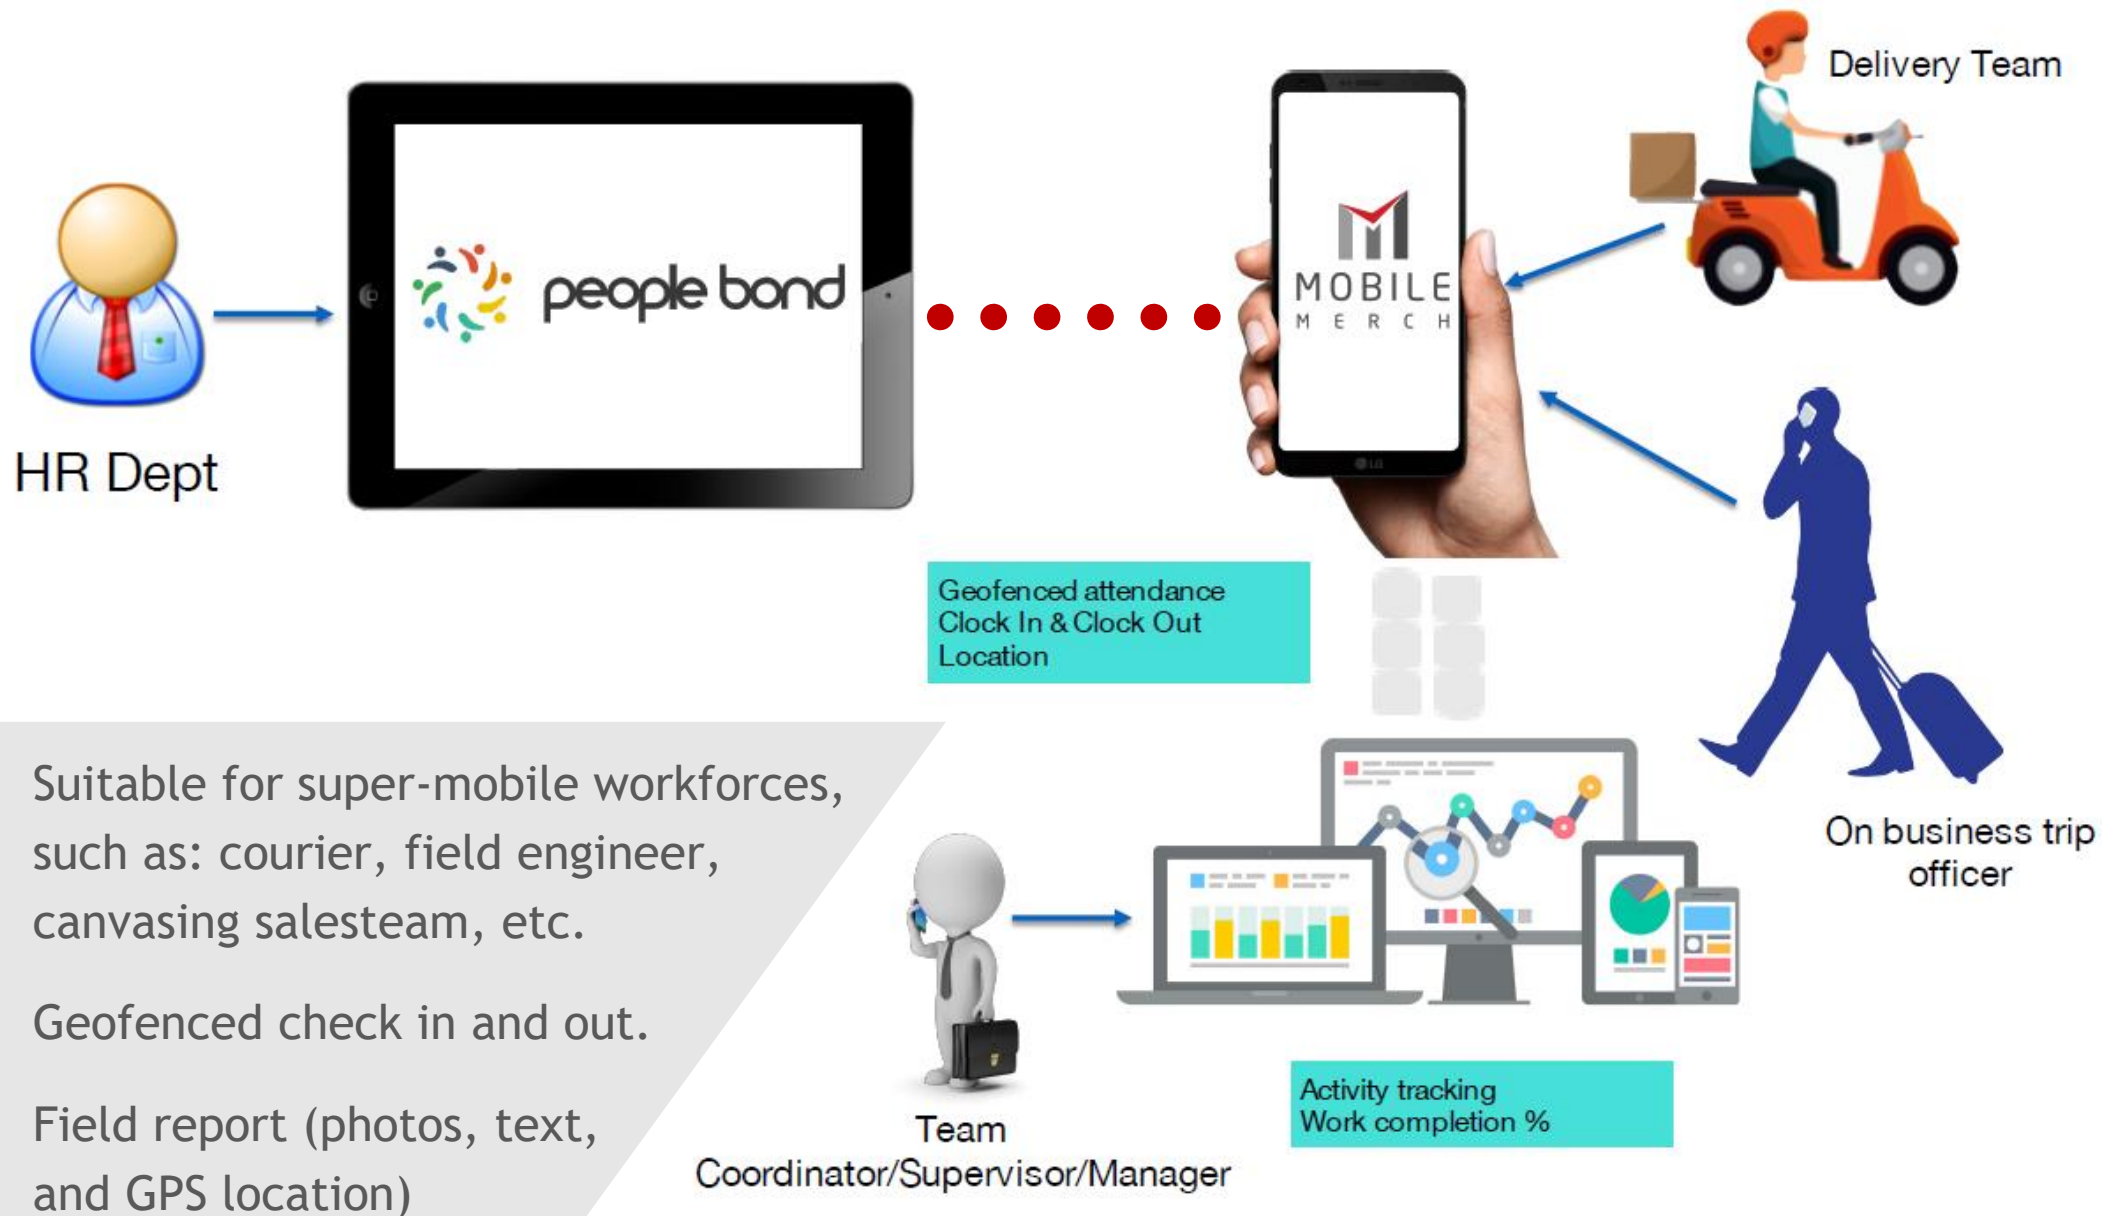 Delivery Team
people bond
MOBILE
MERCH
LG
HR Dept
Geofenced attendance
Clock In & Clock Out
Location
Suitable for super-mobile workforces,
such as: courier, field engineer,
canvasing salesteam, etc.
Geofenced check in and out.
Field report (photos, text,
and GPS location)
On business trip
officer
Activity tracking
Work completion %
Team
Coordinator/Supervisor/Manager